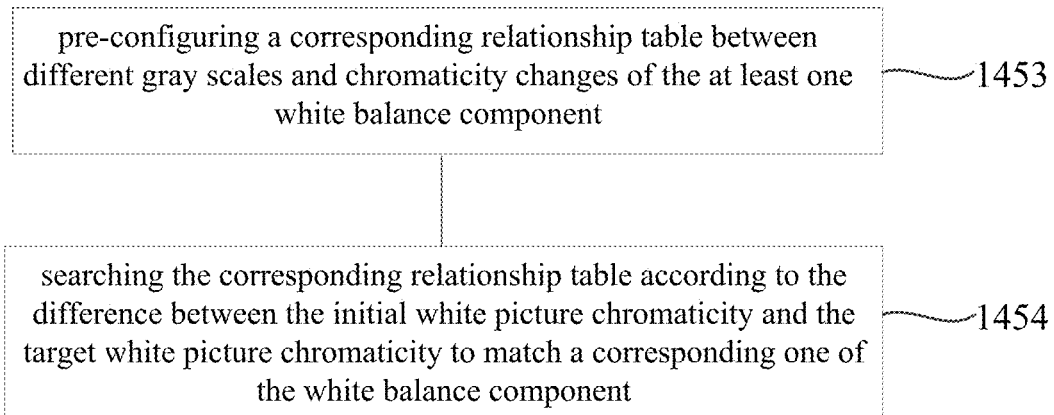 pre-configuring a corresponding relationship table between
different gray scales and chromaticity changes of the at least one
white balance component
1453
searching the corresponding relationship table according to the
difference between the initial white picture chromaticity and the
target white picture chromaticity to match a corresponding one of
the white balance component
1454